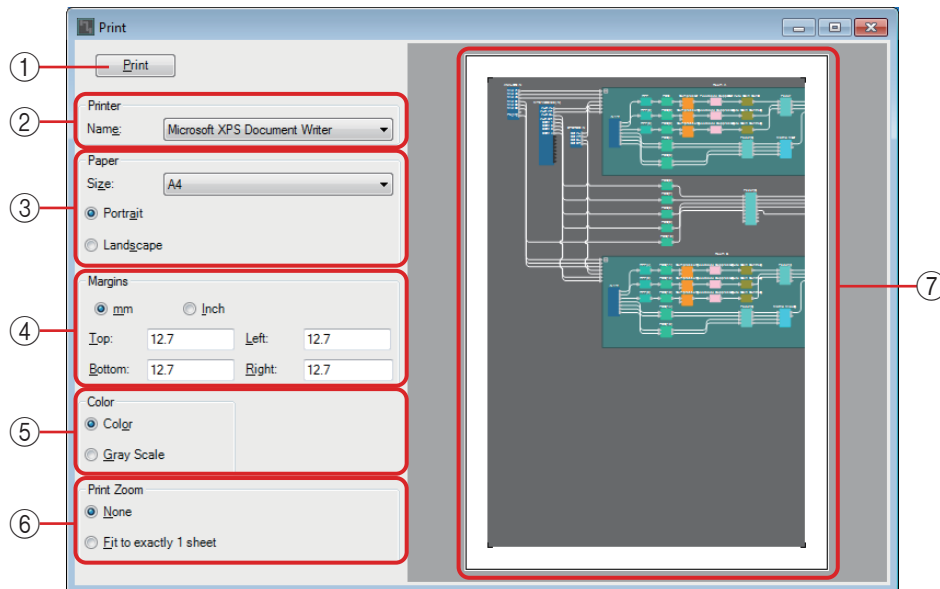 Print
① Print
② Printer
Name: Microsoft XPS Document Writer
③ Paper
Size: A4
Portrait
Landscape
④ Margins
mm Inch
Top: 12.7 Left: 12.7
Bottom: 12.7 Right: 12.7
⑤ Color
Color
Gray Scale
⑥ Print Zoom
None
Fit to exactly 1 sheet
⑦